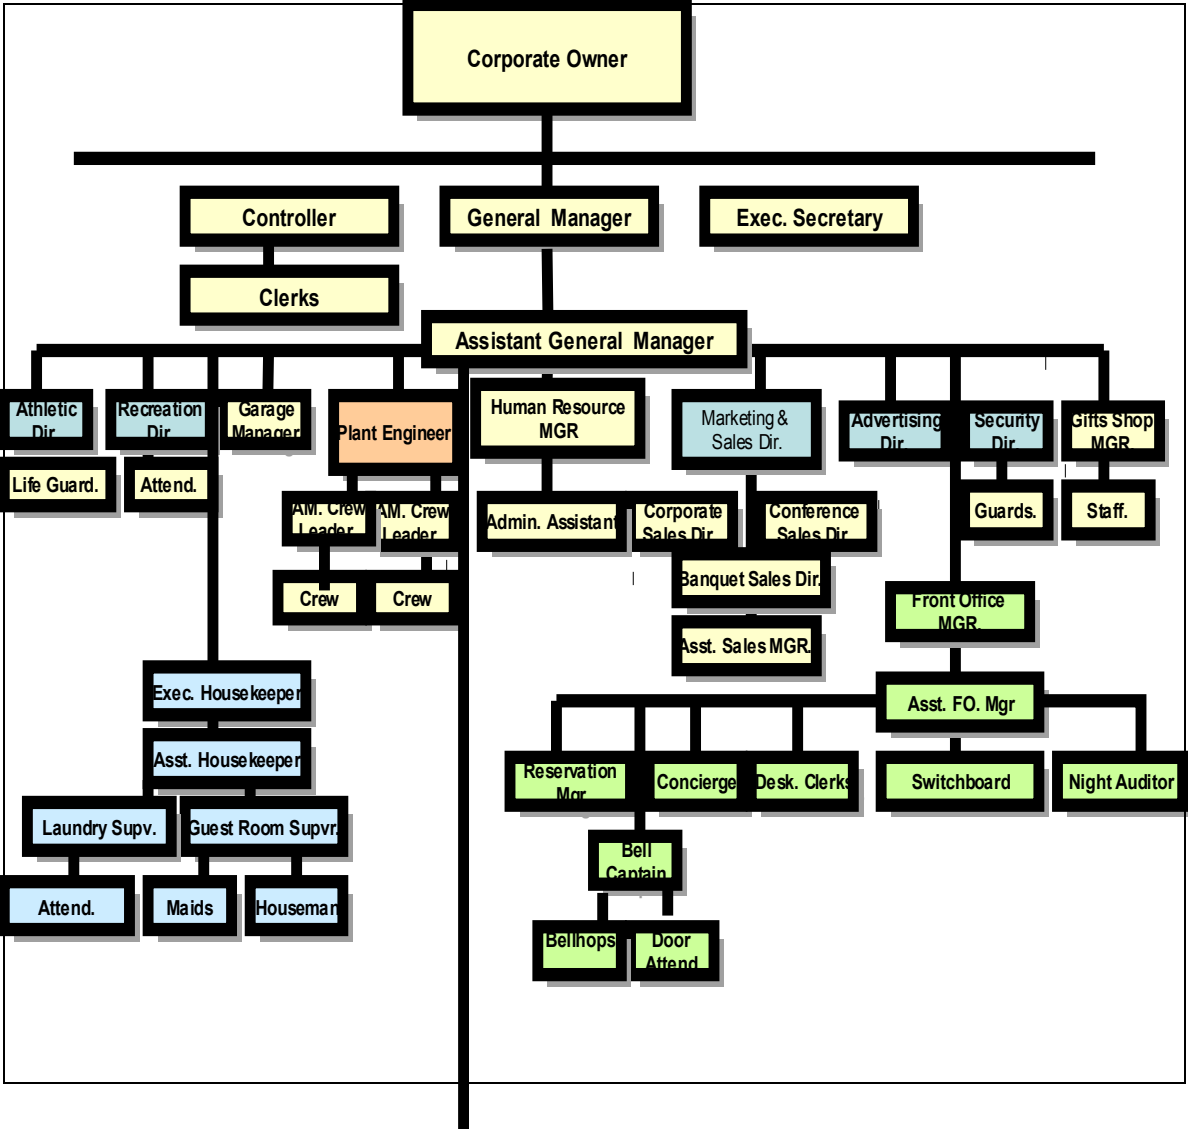 Corporate Owner
Controller
General Manager
Exec. Secretary
Clerks
Assistant General Manager
Athletic
Dir.
Recreation
Dir.
Garage
Manager
Plant Engineer
Human Resource
MGR
Marketing &
Sales Dir.
Advertising
Dir.
Security
Dir.
Gifts Shop
MGR.
Life Guard.
Attend.
AM. Crew
Leader
AM. Crew
Leader
Admin. Assistant
Corporate
Sales Dir.
Conference
Sales Dir.
Guards.
Staff.
Banquet Sales Dir.
Crew
Crew
Front Office
MGR.
Asst. Sales MGR.
Exec. Housekeeper
Asst. FO. Mgr
Asst. Housekeeper
Reservation
Mgr.
Concierge
Desk. Clerks
Switchboard
Night Auditor
Laundry Supv.
Guest Room Supvr.
Bell
Captain
Attend.
Maids
Houseman
Bellhops
Door
Attend